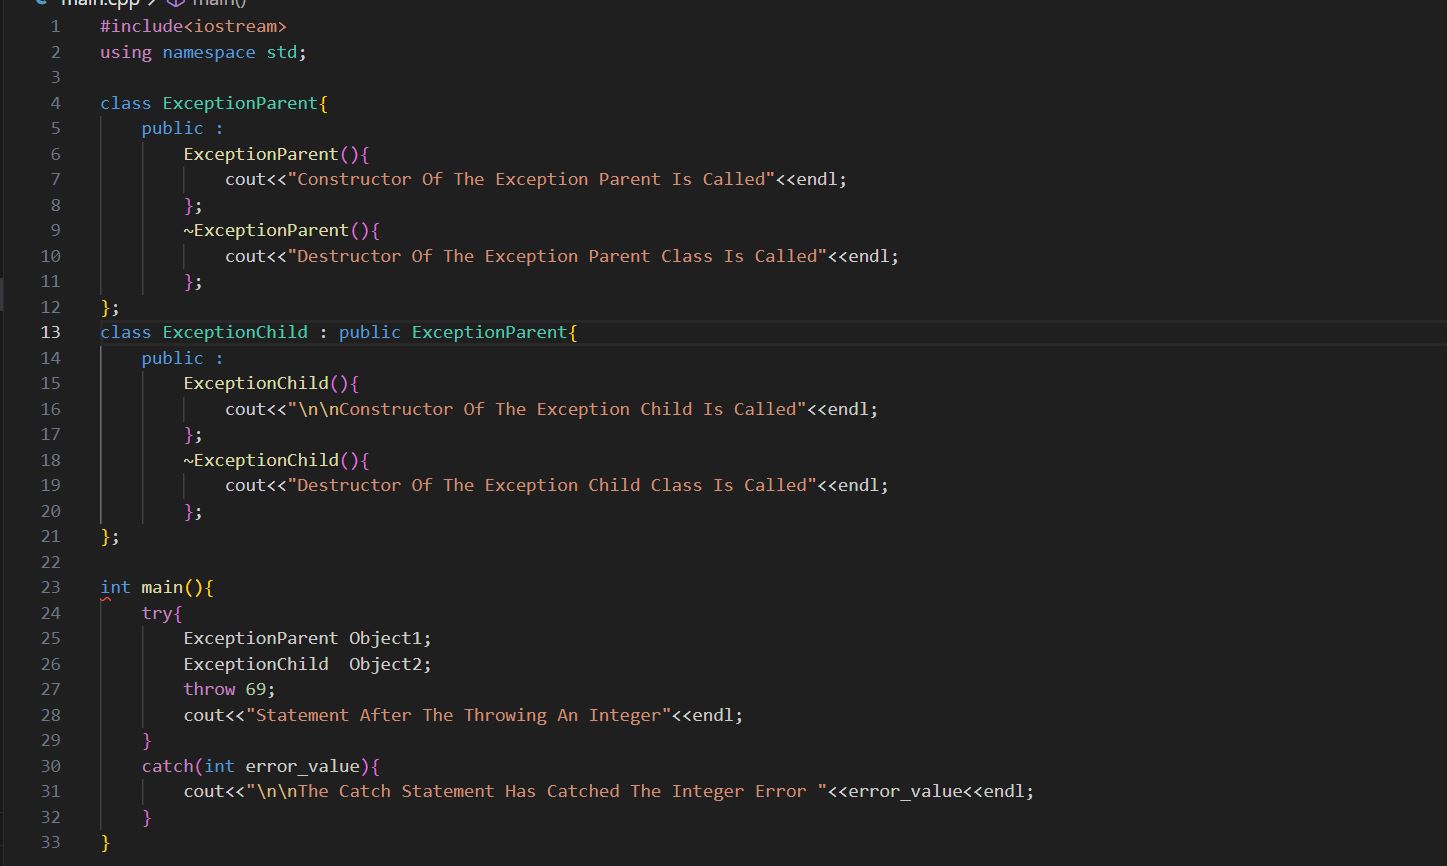 main.cpp > main()
1 #include<iostream>
2 using namespace std;
3
4 class ExceptionParent{
5     public :
6         ExceptionParent(){
7             cout<<"Constructor Of The Exception Parent Is Called"<<endl;
8         };
9         ~ExceptionParent(){
10             cout<<"Destructor Of The Exception Parent Class Is Called"<<endl;
11         };
12 };
13 class ExceptionChild : public ExceptionParent{
14     public :
15         ExceptionChild(){
16             cout<<"\n\nConstructor Of The Exception Child Is Called"<<endl;
17         };
18         ~ExceptionChild(){
19             cout<<"Destructor Of The Exception Child Class Is Called"<<endl;
20         };
21 };
22
23 int main(){
24     try{
25         ExceptionParent Object1;
26         ExceptionChild  Object2;
27         throw 69;
28         cout<<"Statement After The Throwing An Integer"<<endl;
29     }
30     catch(int error_value){
31         cout<<"\n\nThe Catch Statement Has Catched The Integer Error "<<error_value<<endl;
32     }
33 }